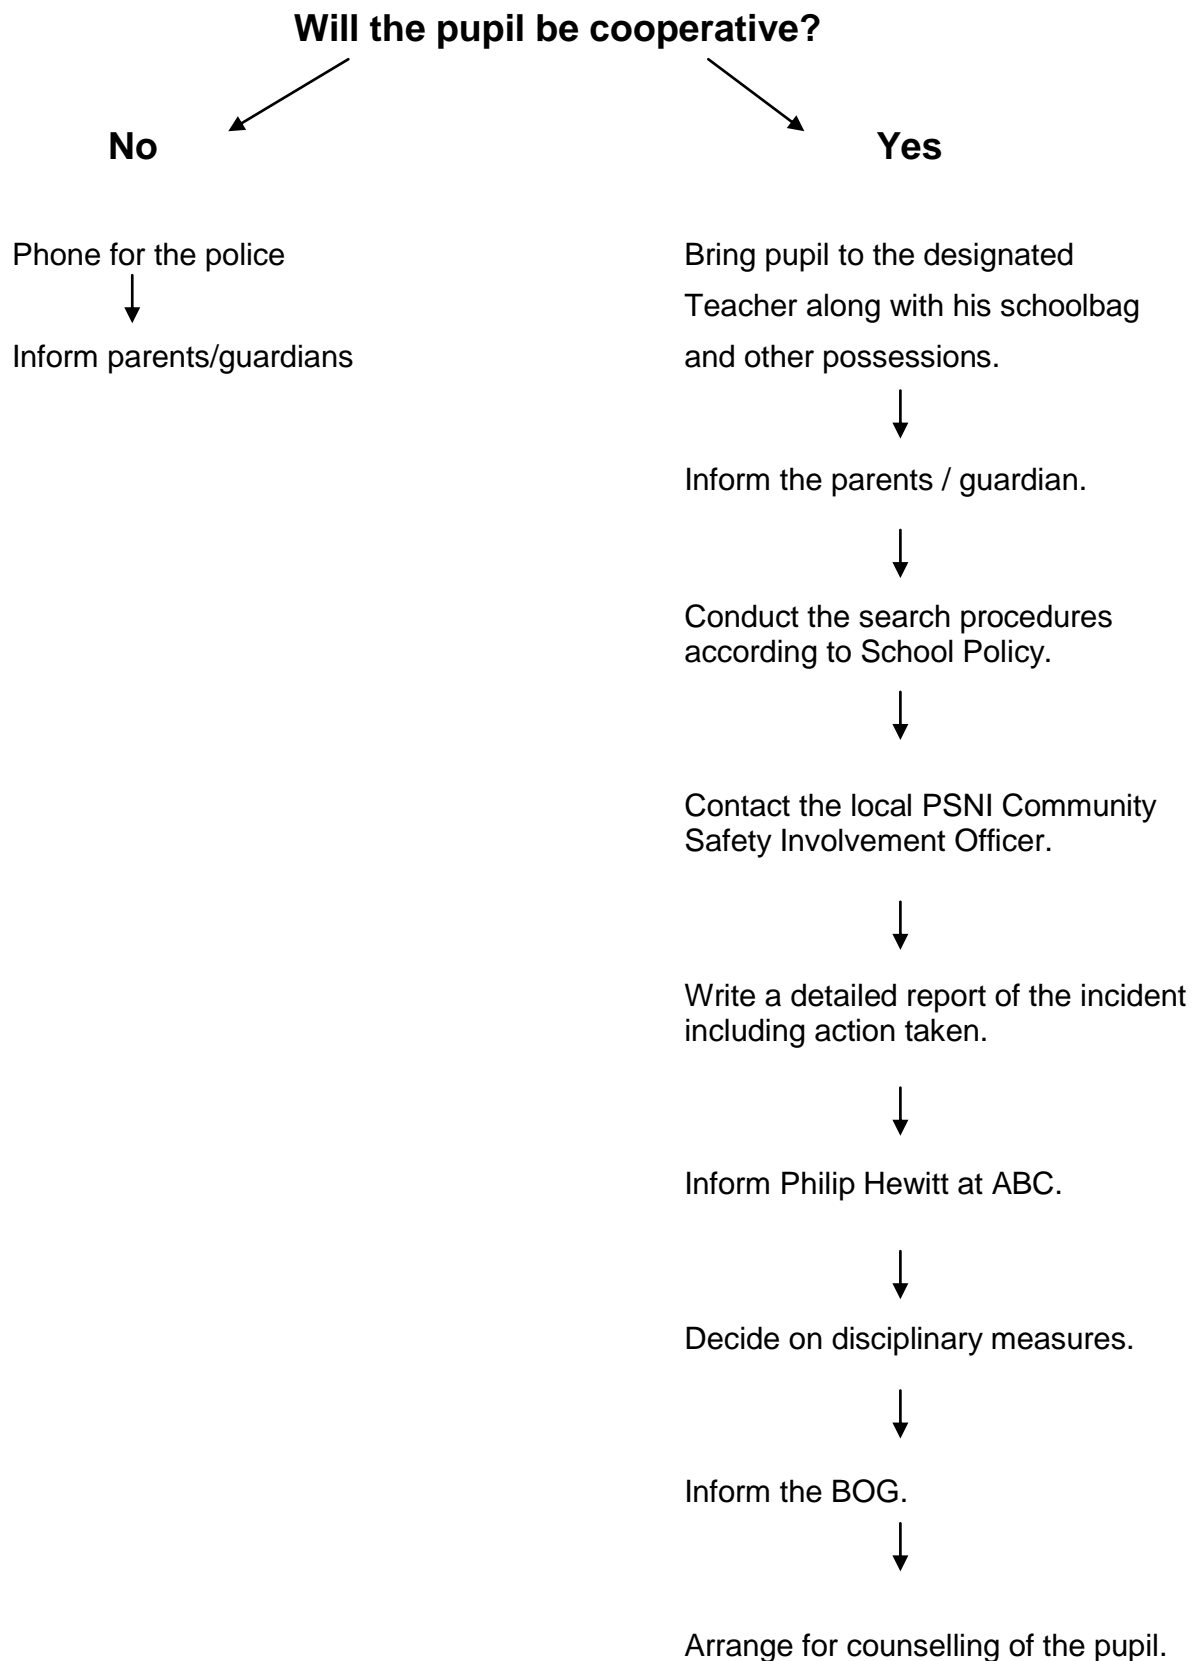 Will the pupil be cooperative?
No
Yes
Phone for the police
Inform parents/guardians
Bring pupil to the designated
Teacher along with his schoolbag
and other possessions.
Inform the parents / guardian.
Conduct the search procedures
according to School Policy.
Contact the local PSNI Community
Safety Involvement Officer.
Write a detailed report of the incident
including action taken.
Inform Philip Hewitt at ABC.
Decide on disciplinary measures.
Inform the BOG.
Arrange for counselling of the pupil.